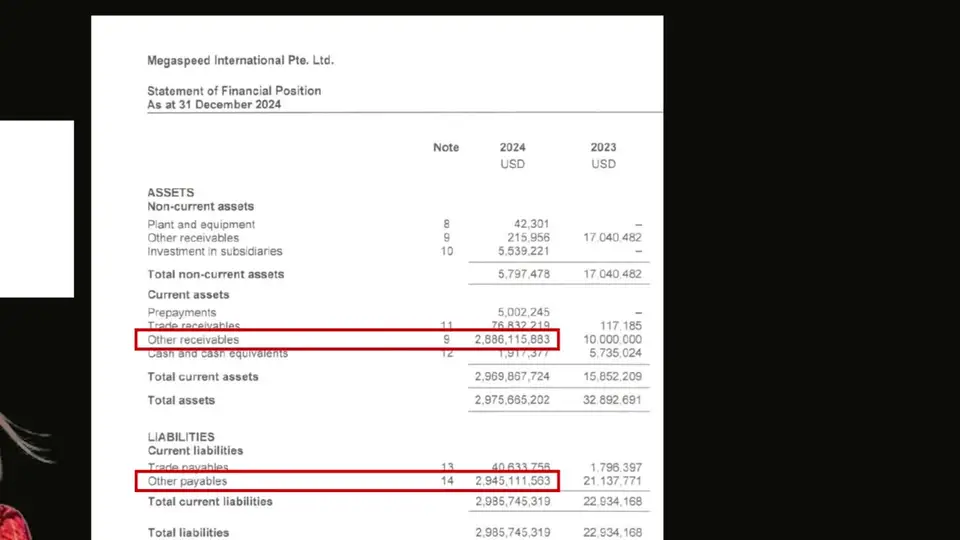 Megaspeed International Pte. Ltd.
Statement of Financial Position
As at 31 December 2024
Note 2024 2023
USD USD
ASSETS
Non-current assets
Plant and equipment 8 42,301 –
Other receivables 9 215,956 17,040,482
Investment in subsidiaries 10 5,539,221 –
Total non-current assets 5,797,478 17,040,482
Current assets
Prepayments 5,002,245 –
Trade receivables 11 76,832,219 117,185
Other receivables 9 2,886,115,883 10,000,000
Cash and cash equivalents 12 1,917,377 5,735,024
Total current assets 2,969,867,724 15,852,209
Total assets 2,975,665,202 32,892,691
LIABILITIES
Current liabilities
Trade payables 13 40,633,756 1,796,397
Other payables 14 2,945,111,563 21,137,771
Total current liabilities 2,985,745,319 22,934,168
Total liabilities 2,985,745,319 22,934,168